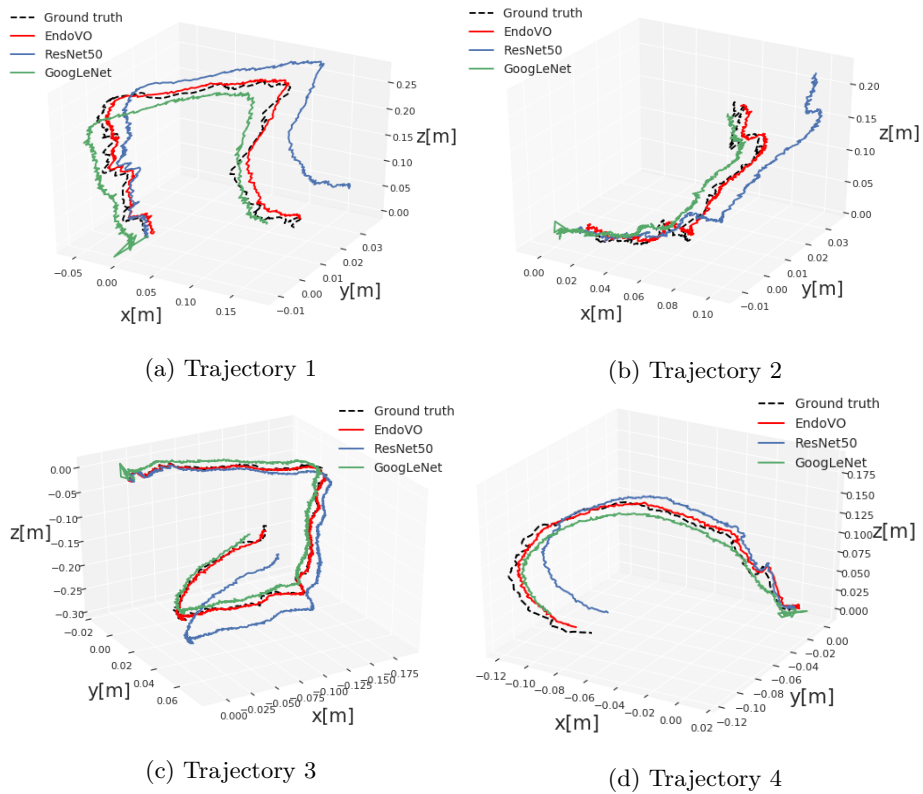 Ground truth
EndoVO
ResNet50
GoogLeNet
0.25
0.20
z[m]
0.15
0.10
0.05
0.00
−0.05
0.00
0.05
0.10
0.15
x[m]
−0.01
0.00
0.01
0.02
0.03
y[m]
(a) Trajectory 1
Ground truth
EndoVO
ResNet50
GoogLeNet
0.20
0.15
z[m]
0.10
0.05
0.00
0.00
0.02
0.04
0.06
0.08
0.10
x[m]
−0.01
0.00
0.01
0.02
0.03
y[m]
(b) Trajectory 2
Ground truth
EndoVO
ResNet50
GoogLeNet
0.00
−0.05
−0.10
z[m]
−0.15
−0.20
−0.25
−0.30
−0.02
0.00
0.02
0.04
0.06
y[m]
0.000
−0.025
−0.050
−0.075
−0.100
−0.125
−0.150
−0.175
x[m]
(c) Trajectory 3
Ground truth
EndoVO
ResNet50
GoogLeNet
0.175
0.150
0.125
z[m]
0.100
0.075
0.050
0.025
0.000
−0.12
−0.10
−0.08
−0.06
−0.04
−0.02
0.00
0.02
x[m]
−0.12
−0.10
−0.08
−0.06
−0.04
−0.02
0.00
y[m]
(d) Trajectory 4